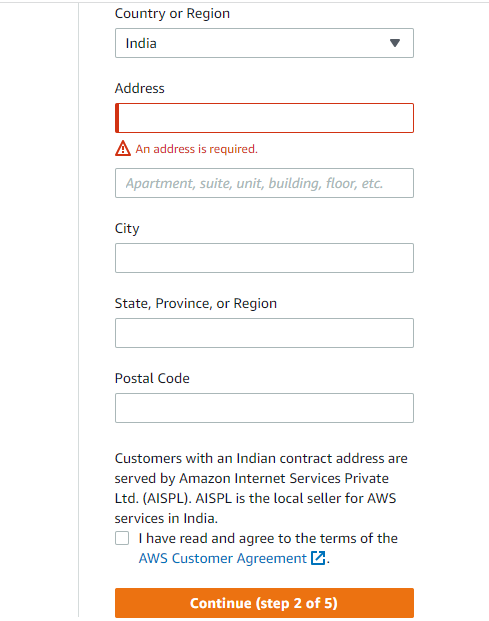 Country or Region
India
Address
An address is required.
Apartment, suite, unit, building, floor, etc.
City
State, Province, or Region
Postal Code
Customers with an Indian contract address are
served by Amazon Internet Services Private
Ltd. (AISPL). AISPL is the local seller for AWS
services in India.
I have read and agree to the terms of the
AWS Customer Agreement.
Continue (step 2 of 5)